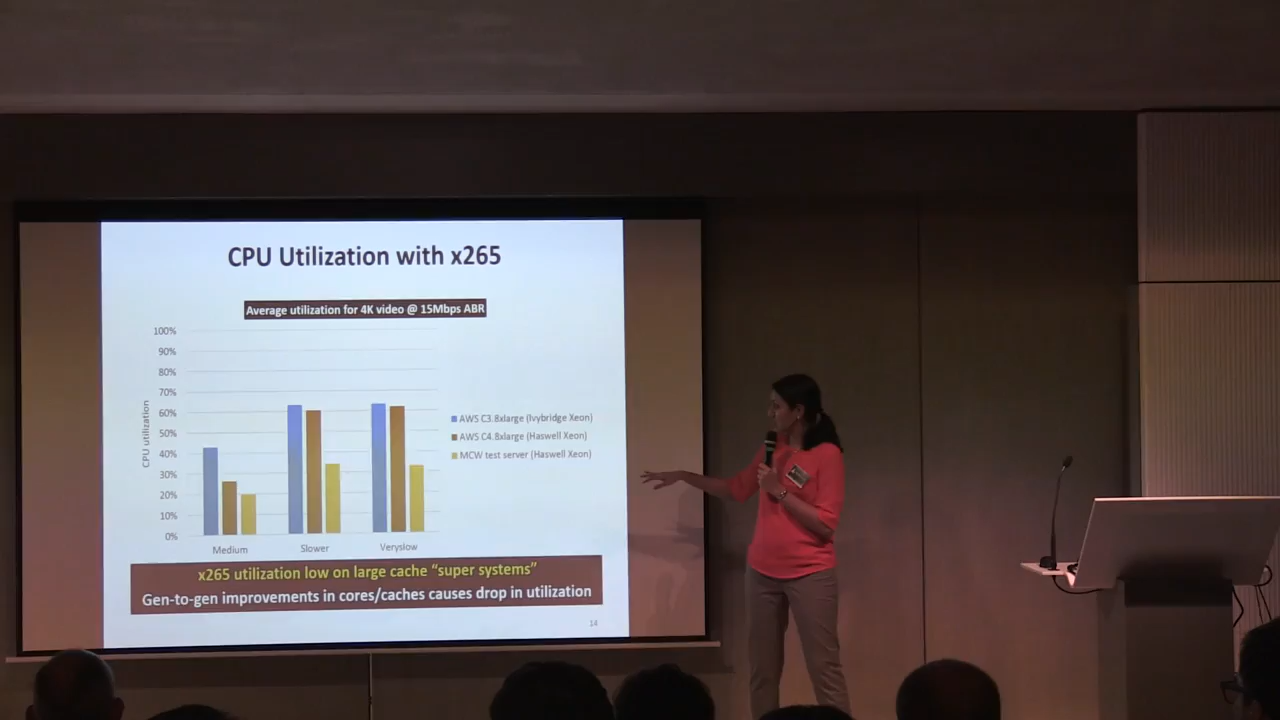 CPU Utilization with x265
Average utilization for 4K video @ 15Mbps ABR
100%
90%
80%
70%
60%
50%
40%
30%
20%
10%
0%
CPU utilization
Medium
Slower
Veryslow
AWS C3.8xlarge (Ivybridge Xeon)
AWS C4.8xlarge (Haswell Xeon)
MCW test server (Haswell Xeon)
x265 utilization low on large cache “super systems”
Gen-to-gen improvements in cores/caches causes drop in utilization
14